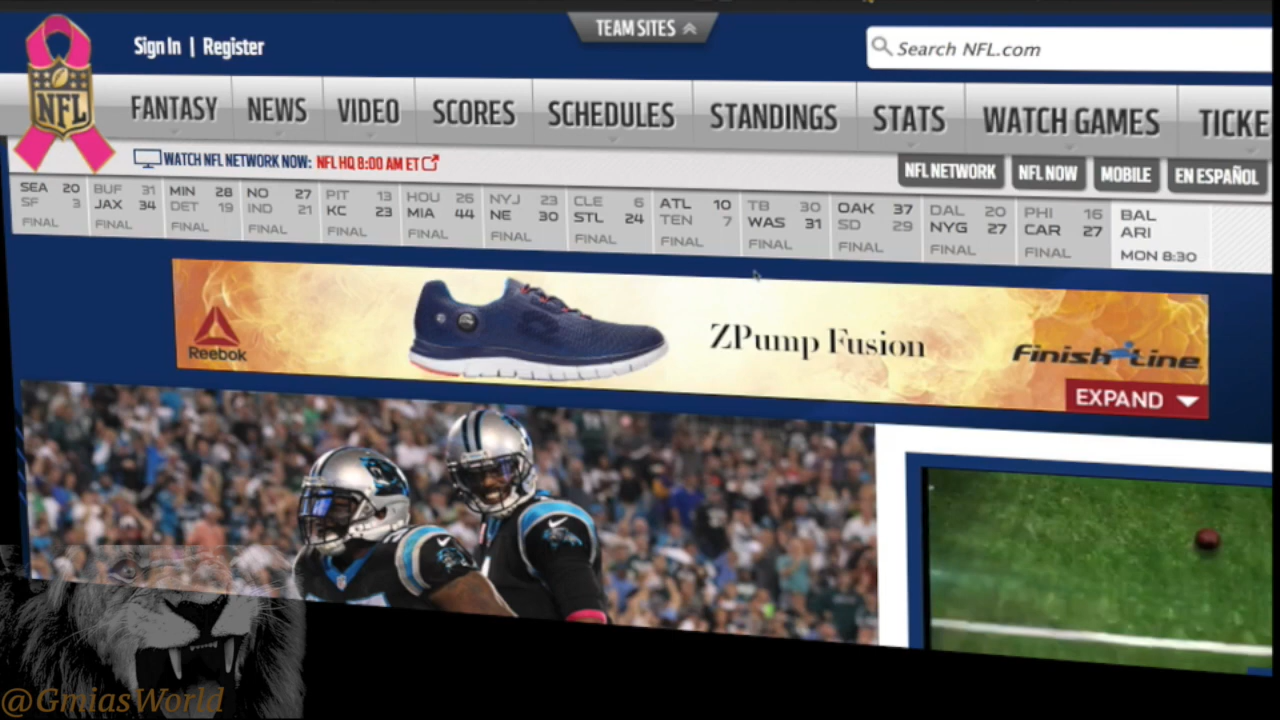 TEAM SITES
Sign In | Register
Search NFL.com
NFL
FANTASY NEWS VIDEO SCORES SCHEDULES STANDINGS STATS WATCH GAMES TICKE
WATCH NFL NETWORK NOW: NFL HQ 8:00 AM ET
NFL NETWORK NFL NOW MOBILE EN ESPAÑOL
SEA 20 BUF 31 MIN 28 NO 27 PIT 13 HOU 26 NYJ 23 CLE 6 ATL 10 TB 30 OAK 37 DAL 20 PHI 16 BAL
SF 3 JAX 34 DET 19 IND 21 KC 23 MIA 44 NE 30 STL 24 TEN 7 WAS 31 SD 29 NYG 27 CAR 27 ARI
FINAL FINAL FINAL FINAL FINAL FINAL FINAL FINAL FINAL FINAL FINAL FINAL FINAL MON 8:30
Reebok
ZPump Fusion
Finish Line
EXPAND
@GmiasWorld